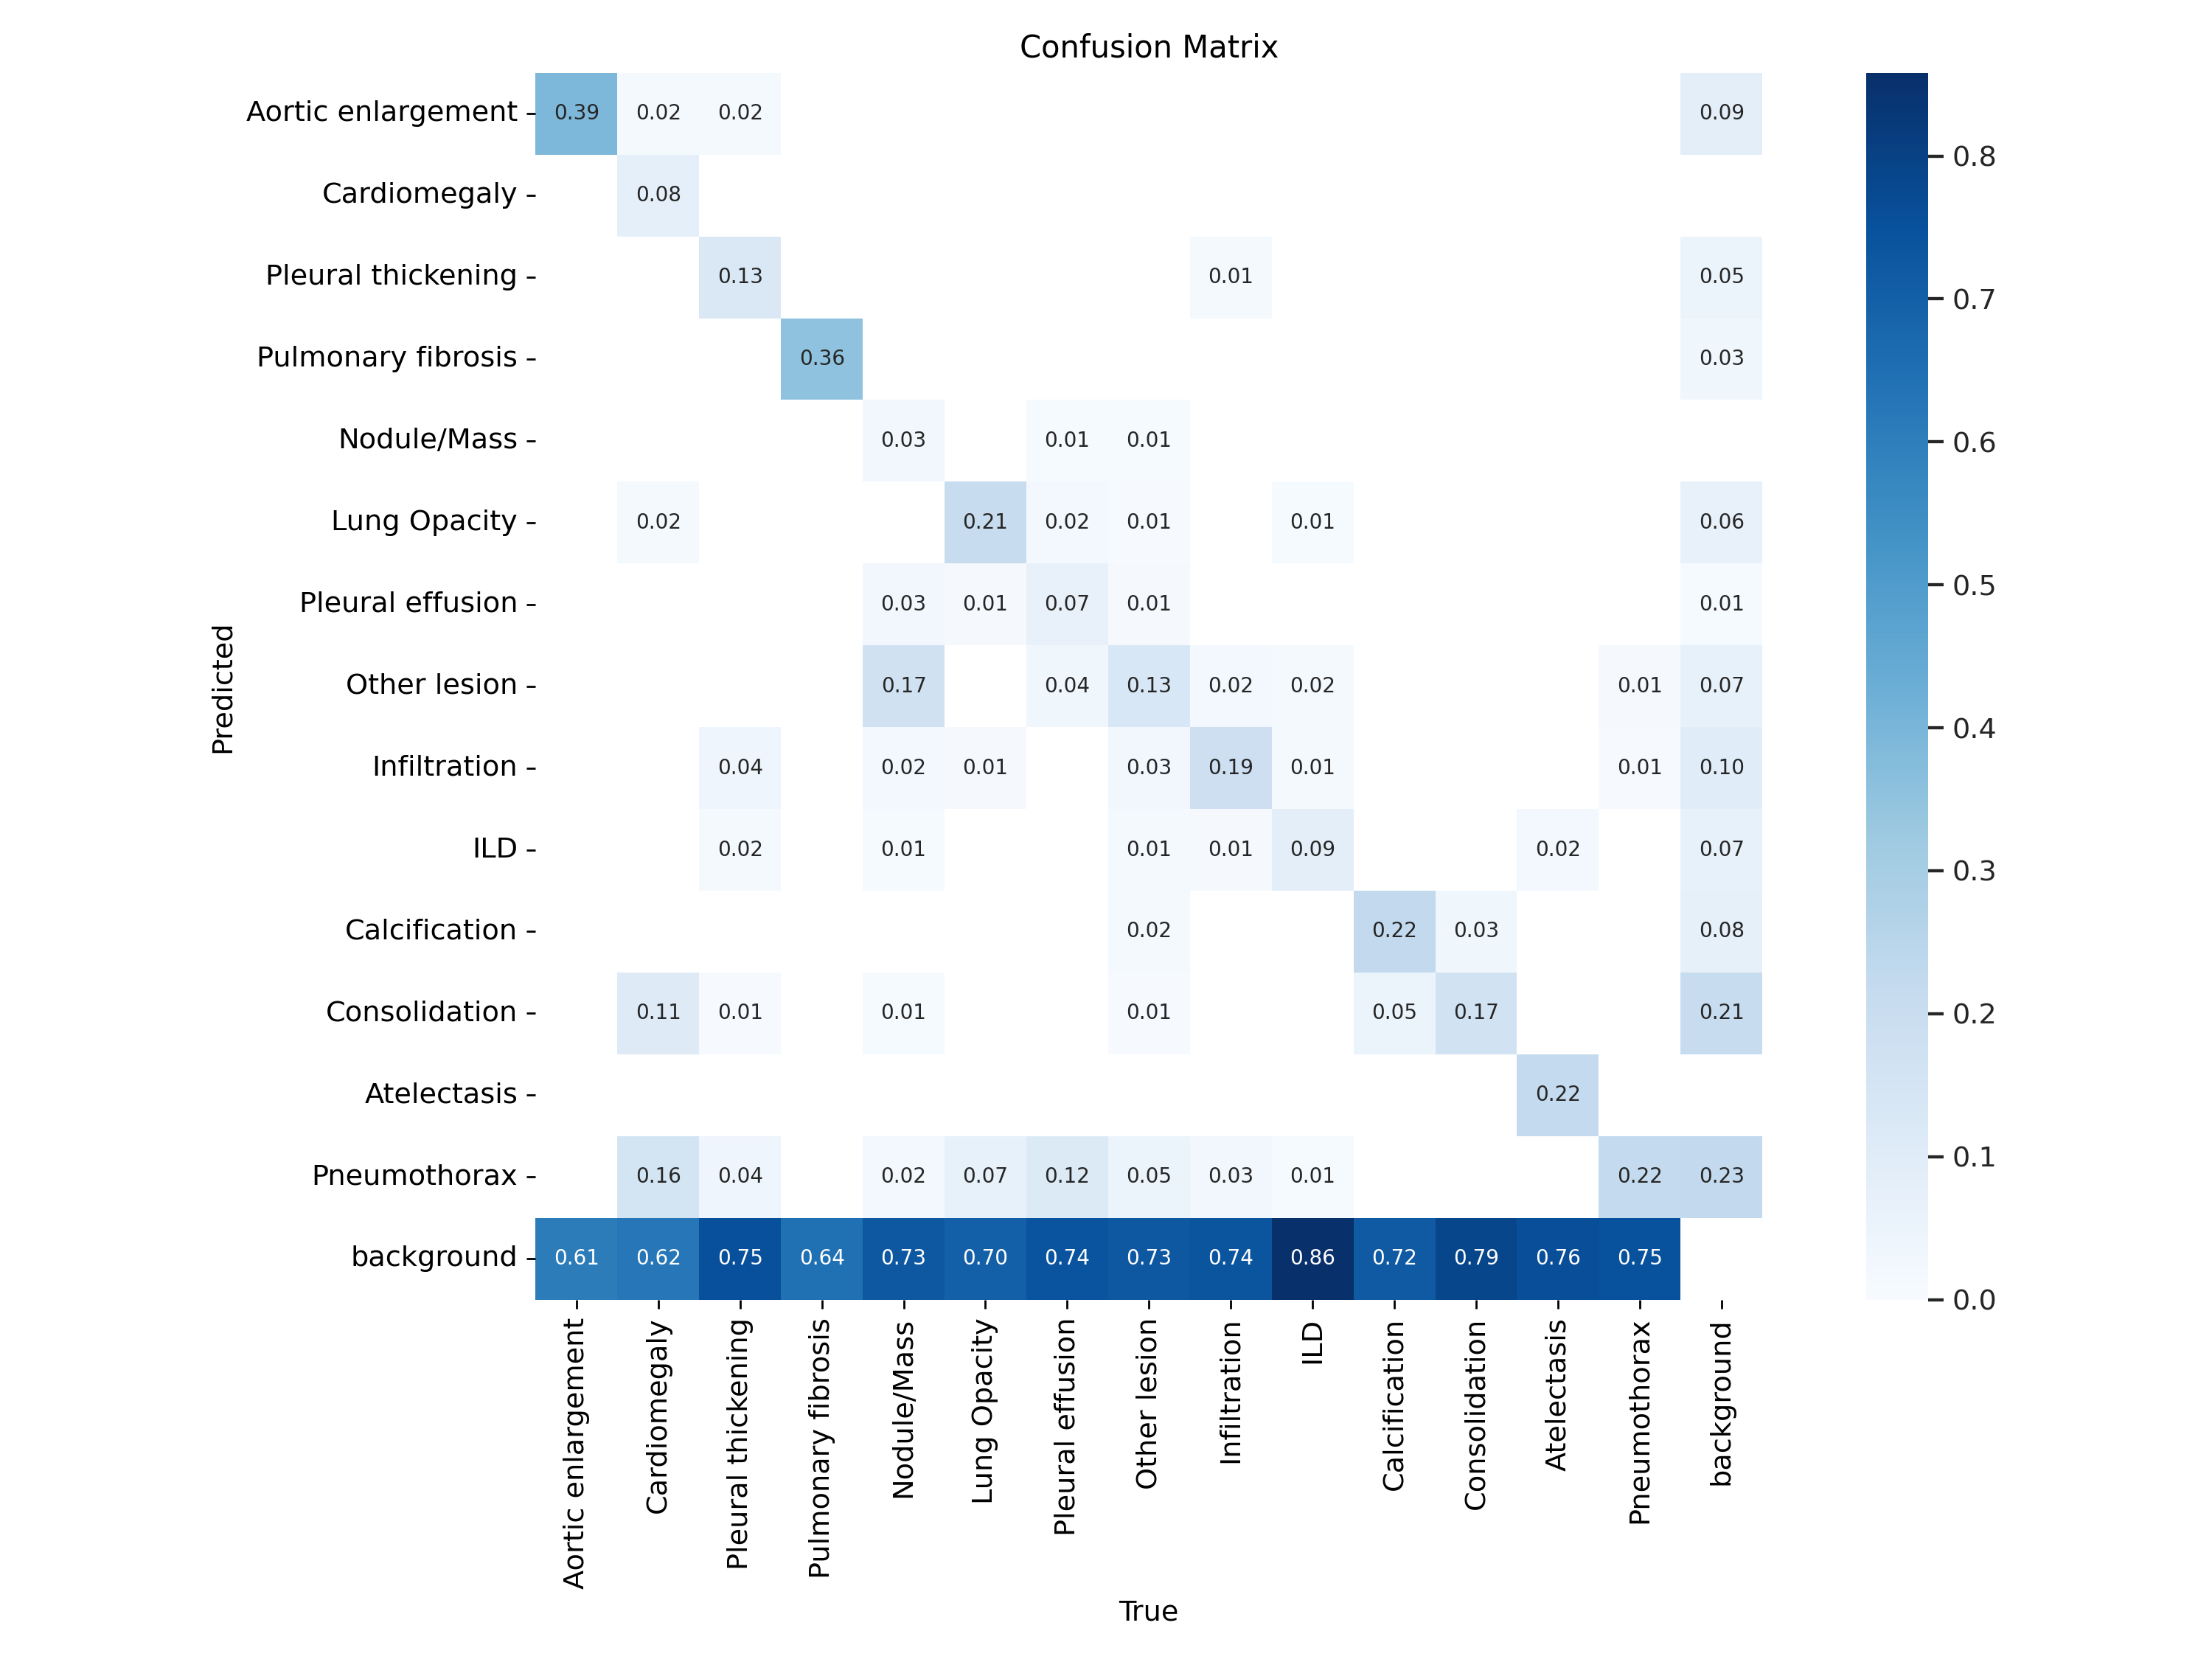 Confusion Matrix
Aortic enlargement 0.39 0.02 0.02 0.09
Cardiomegaly 0.08
Pleural thickening 0.13 0.01 0.05
Pulmonary fibrosis 0.36 0.03
Nodule/Mass 0.03 0.01 0.01
Lung Opacity 0.02 0.21 0.02 0.01 0.01 0.06
Pleural effusion 0.03 0.01 0.07 0.01 0.01
Other lesion 0.17 0.04 0.13 0.02 0.02 0.01 0.07
Infiltration 0.04 0.02 0.01 0.03 0.19 0.01 0.01 0.10
ILD 0.02 0.01 0.01 0.01 0.09 0.02 0.07
Calcification 0.02 0.22 0.03 0.08
Consolidation 0.11 0.01 0.01 0.01 0.05 0.17 0.21
Atelectasis 0.22
Pneumothorax 0.16 0.04 0.02 0.07 0.12 0.05 0.03 0.01 0.22 0.23
background 0.61 0.62 0.75 0.64 0.73 0.70 0.74 0.73 0.74 0.86 0.72 0.79 0.76 0.75
Predicted
Aortic enlargement
Cardiomegaly
Pleural thickening
Pulmonary fibrosis
Nodule/Mass
Lung Opacity
Pleural effusion
Other lesion
Infiltration
ILD
Calcification
Consolidation
Atelectasis
Pneumothorax
background
True
0.8
0.7
0.6
0.5
0.4
0.3
0.2
0.1
0.0